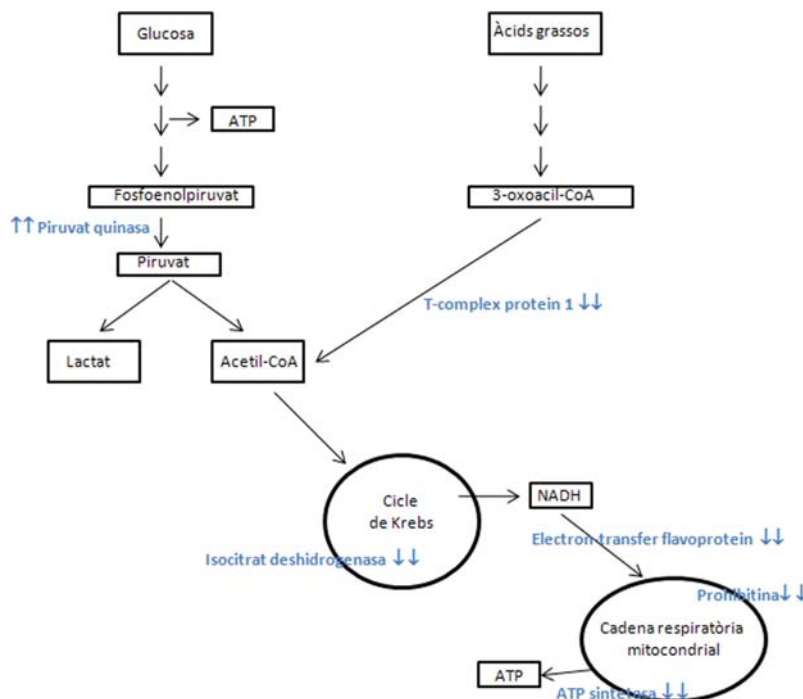 Glucosa
Àcids grassos
ATP
Fosfoenolpiruvat
3-oxoacil-CoA
↑↑ Piruvat quinasa
Piruvat
T-complex protein 1 ↓↓
Lactat
Acetil-CoA
Cicle
de Krebs
NADH
Isocitrat deshidrogenasa ↓↓
Electron-transfer flavoprotein ↓↓
Prohibitina ↓↓
Cadena respiratòria
mitocondrial
ATP
ATP sintetasa ↓↓